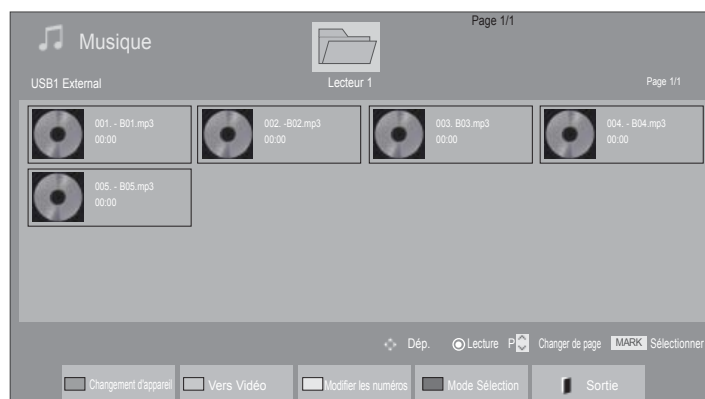 Page 1/1
Musique
USB1 External
Lecteur 1
Page 1/1
001. - B01.mp3
00:00
002. -B02.mp3
00:00
003. B03.mp3
00:00
004. - B04.mp3
00:00
005. - B05.mp3
00:00
Dép. Lecture P Changer de page MARK Sélectionner
Changement d'appareil Vers Vidéo Modifier les numéros Mode Sélection Sortie